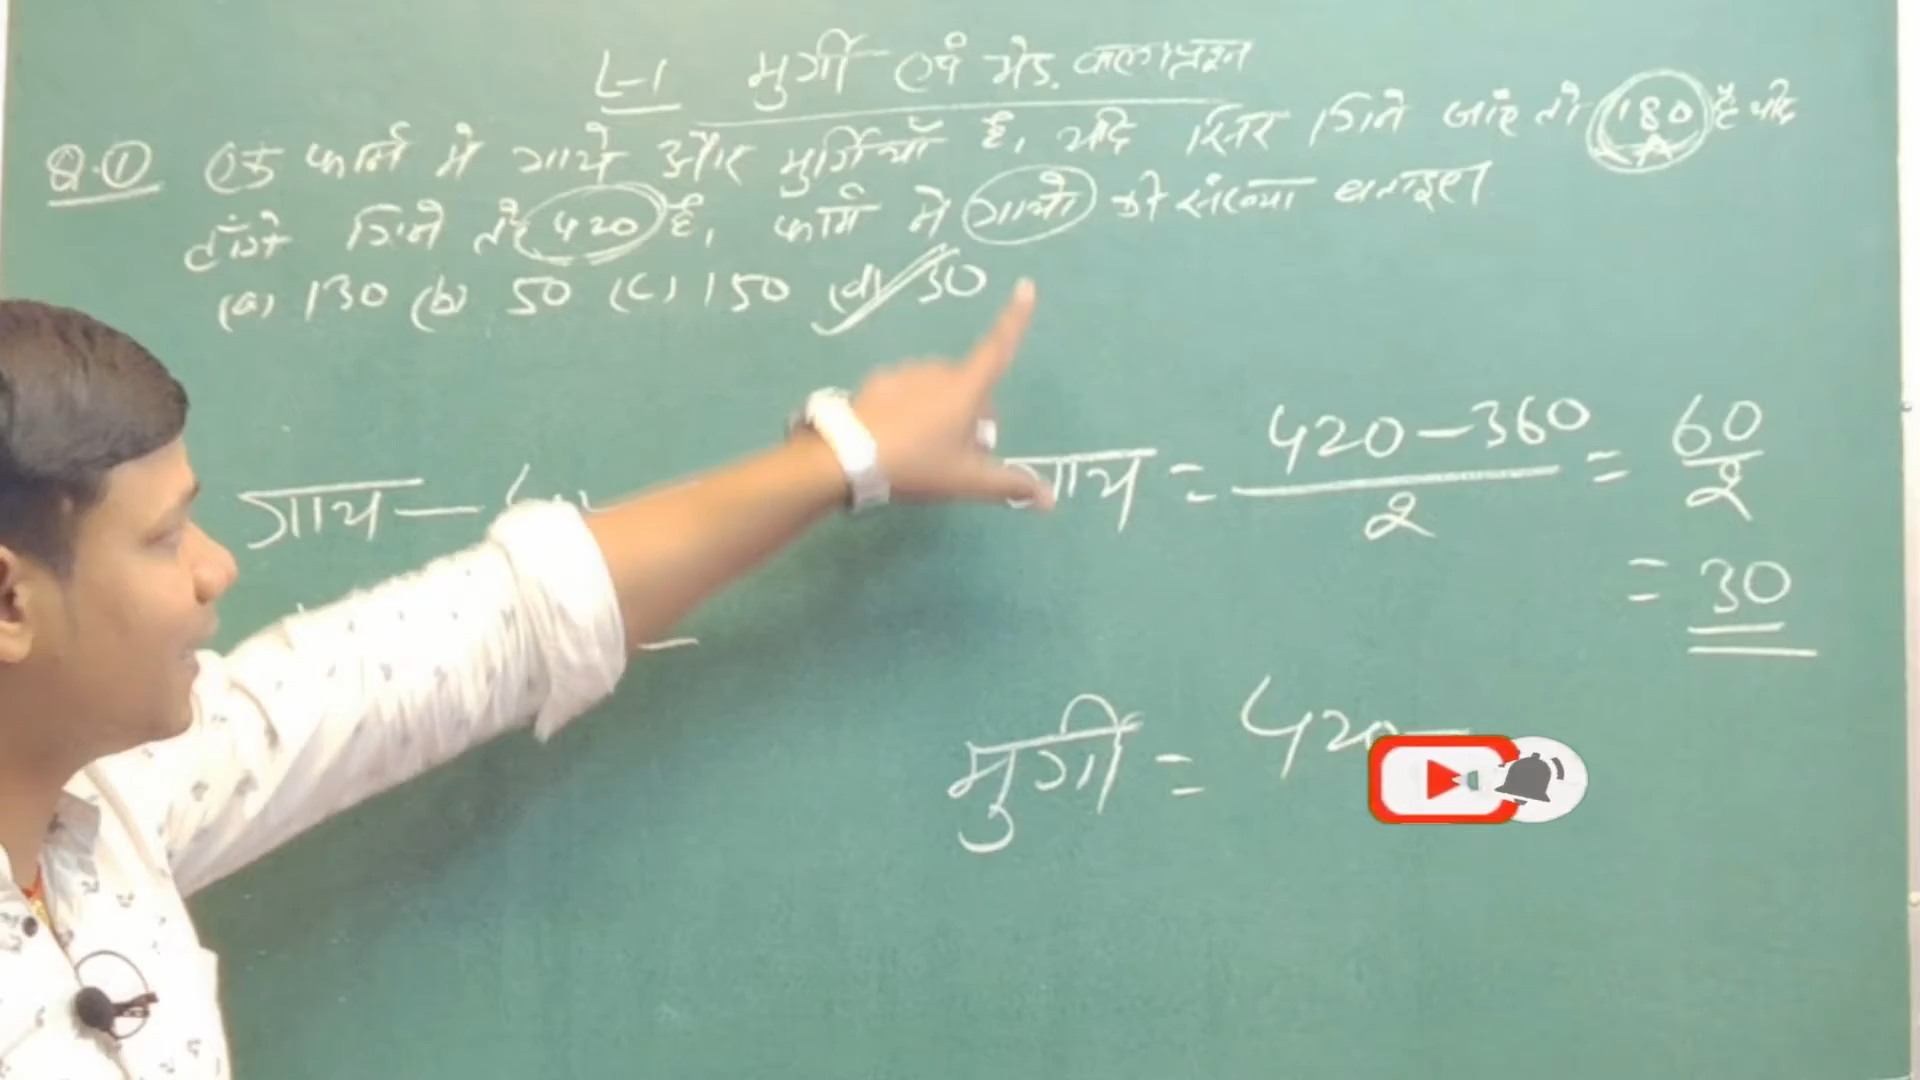 L-1 मुर्गी एवं भेड़ वाला प्रश्न
Q.① एक फार्म में गायें और मुर्गियाँ है, यदि सिर गिने जाए तो 180 है यदि
टाँगे गिने तो 420 है, फार्म में गायो की संख्या बताइए।
(a) 130 (b) 50 (c) 150 (d) 30
गाय —
गाय = 420-360 / 2 = 60 / 2
= 30
मुर्गी = 420-